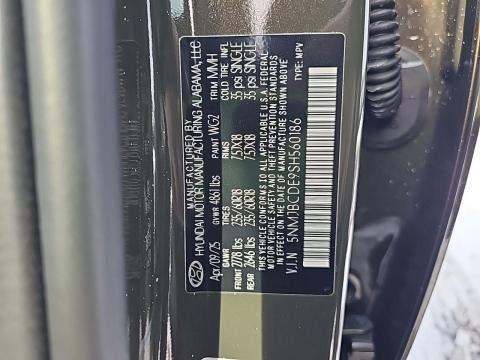 MANUFACTURED BY
HYUNDAI MOTOR MANUFACTURING ALABAMA, LLC
Apr/09/25 PAINT WGZ TRIM MMH
GVWR 4861 lbs
GAWR TIRES RIMS COLD TIRE INFL
FRONT 2778 lbs 235/60R18 7.5JX18 35 psi SINGLE
REAR 2646 lbs 235/60R18 7.5JX18 35 psi SINGLE
THIS VEHICLE CONFORMS TO ALL APPLICABLE U.S.A FEDERAL
MOTOR VEHICLE SAFETY AND THEFT PREVENTION STANDARDS
IN EFFECT ON THE DATE OF MANUFACTURE SHOWN ABOVE
V.I.N 5NMJBCDE9SH560186 TYPE: MPV